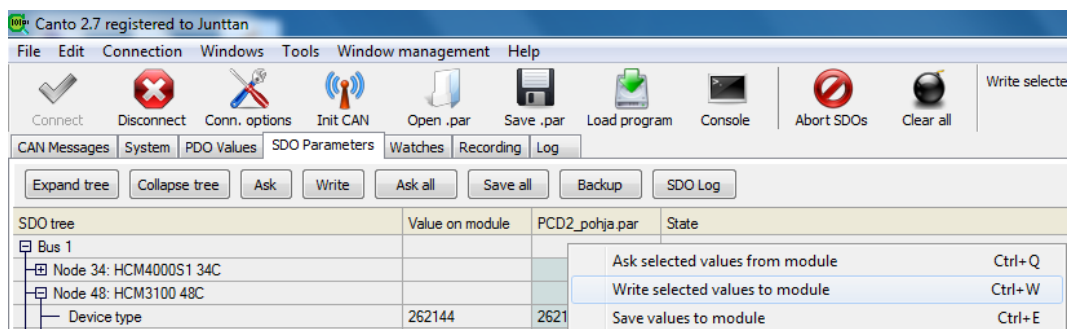 Canto 2.7 registered to Junttan
File Edit Connection Windows Tools Window management Help
Connect Disconnect Conn. options Init CAN Open .par Save .par Load program Console Abort SDOs Clear all Write selecte
CAN Messages System PDO Values SDO Parameters Watches Recording Log
Expand tree Collapse tree Ask Write Ask all Save all Backup SDO Log
SDO tree Value on module PCD2_pohja.par State
Bus 1
Node 34: HCM4000S1 34C Ask selected values from module Ctrl+Q
Node 48: HCM3100 48C Write selected values to module Ctrl+W
Device type 262144 2621 Save values to module Ctrl+E